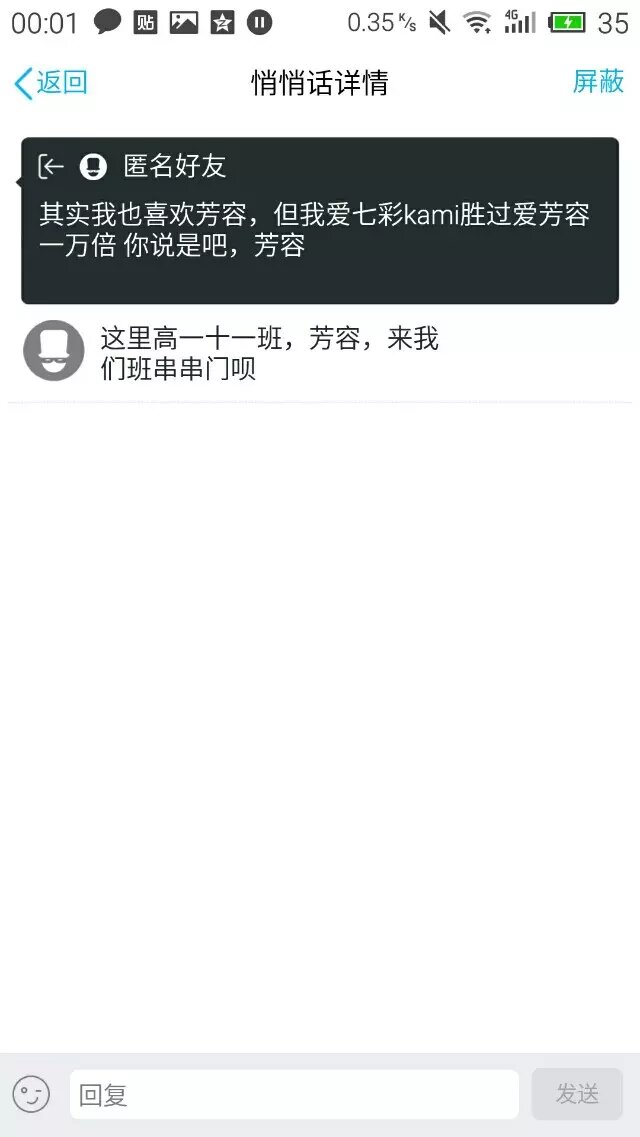 00:01 贴 0.35 K/s 4G 35
返回 悄悄话详情 屏蔽
匿名好友
其实我也喜欢芳容，但我爱七彩kami胜过爱芳容
一万倍 你说是吧，芳容
这里高一十一班，芳容，来我
们班串串门呗
回复 发送